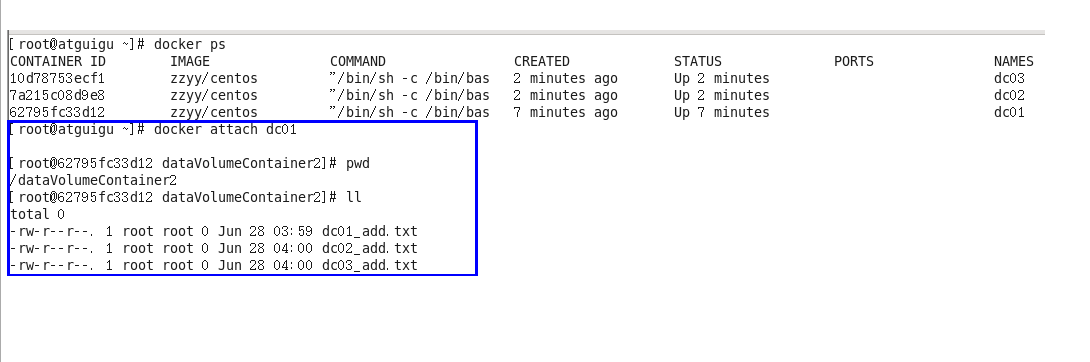 [root@atguigu ~]# docker ps
CONTAINER ID        IMAGE               COMMAND                CREATED             STATUS              PORTS               NAMES
10d78753ecf1        zzyy/centos         "/bin/sh -c /bin/bas   2 minutes ago       Up 2 minutes                            dc03
7a215c08d9e8        zzyy/centos         "/bin/sh -c /bin/bas   2 minutes ago       Up 2 minutes                            dc02
62795fc33d12        zzyy/centos         "/bin/sh -c /bin/bas   7 minutes ago       Up 7 minutes                            dc01
[root@atguigu ~]# docker attach dc01
[root@62795fc33d12 dataVolumeContainer2]# pwd
/dataVolumeContainer2
[root@62795fc33d12 dataVolumeContainer2]# ll
total 0
-rw-r--r--. 1 root root 0 Jun 28 03:59 dc01_add.txt
-rw-r--r--. 1 root root 0 Jun 28 04:00 dc02_add.txt
-rw-r--r--. 1 root root 0 Jun 28 04:00 dc03_add.txt